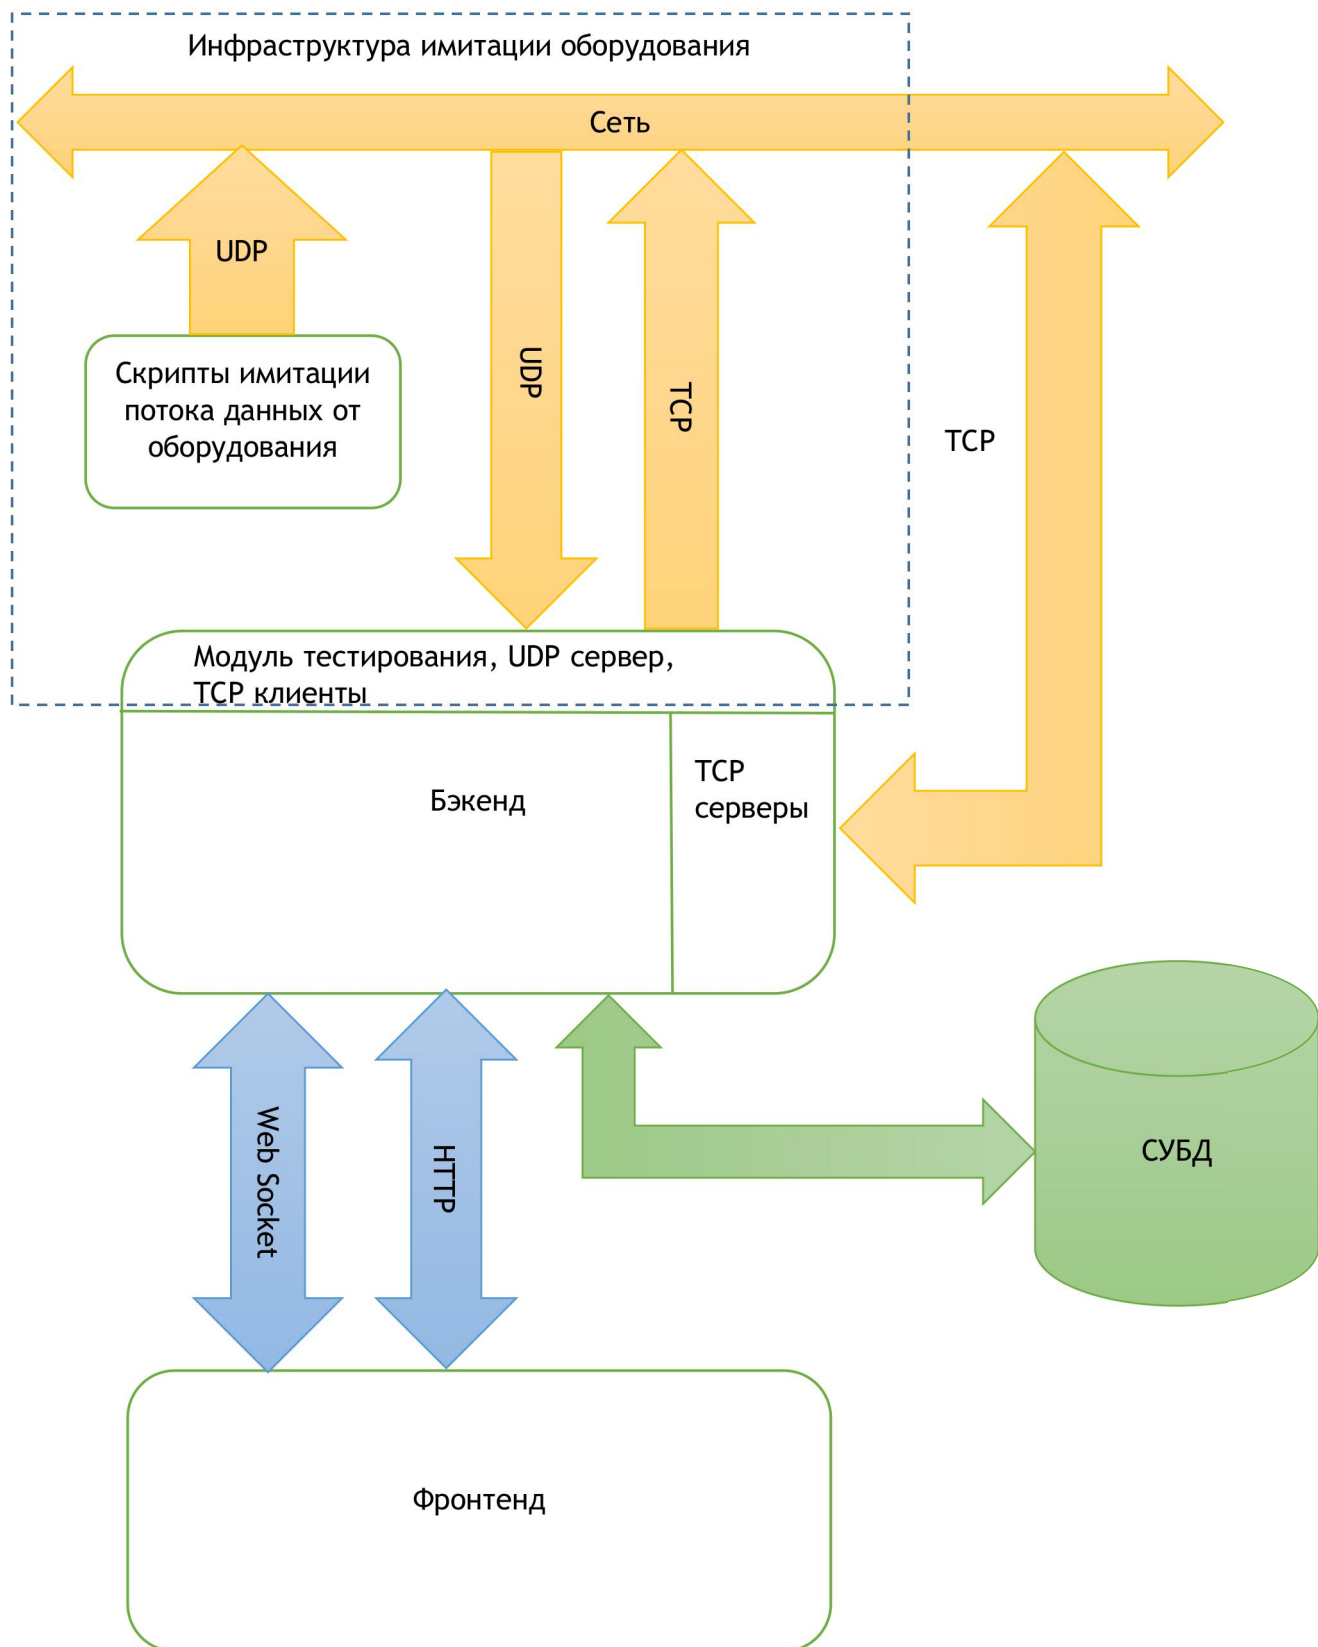 Инфраструктура имитации оборудования
Сеть
UDP
Скрипты имитации
потока данных от
оборудования
UDP
TCP
TCP
Модуль тестирования, UDP сервер,
TCP клиенты
Бэкенд
TCP
серверы
Web Socket
HTTP
СУБД
Фронтенд